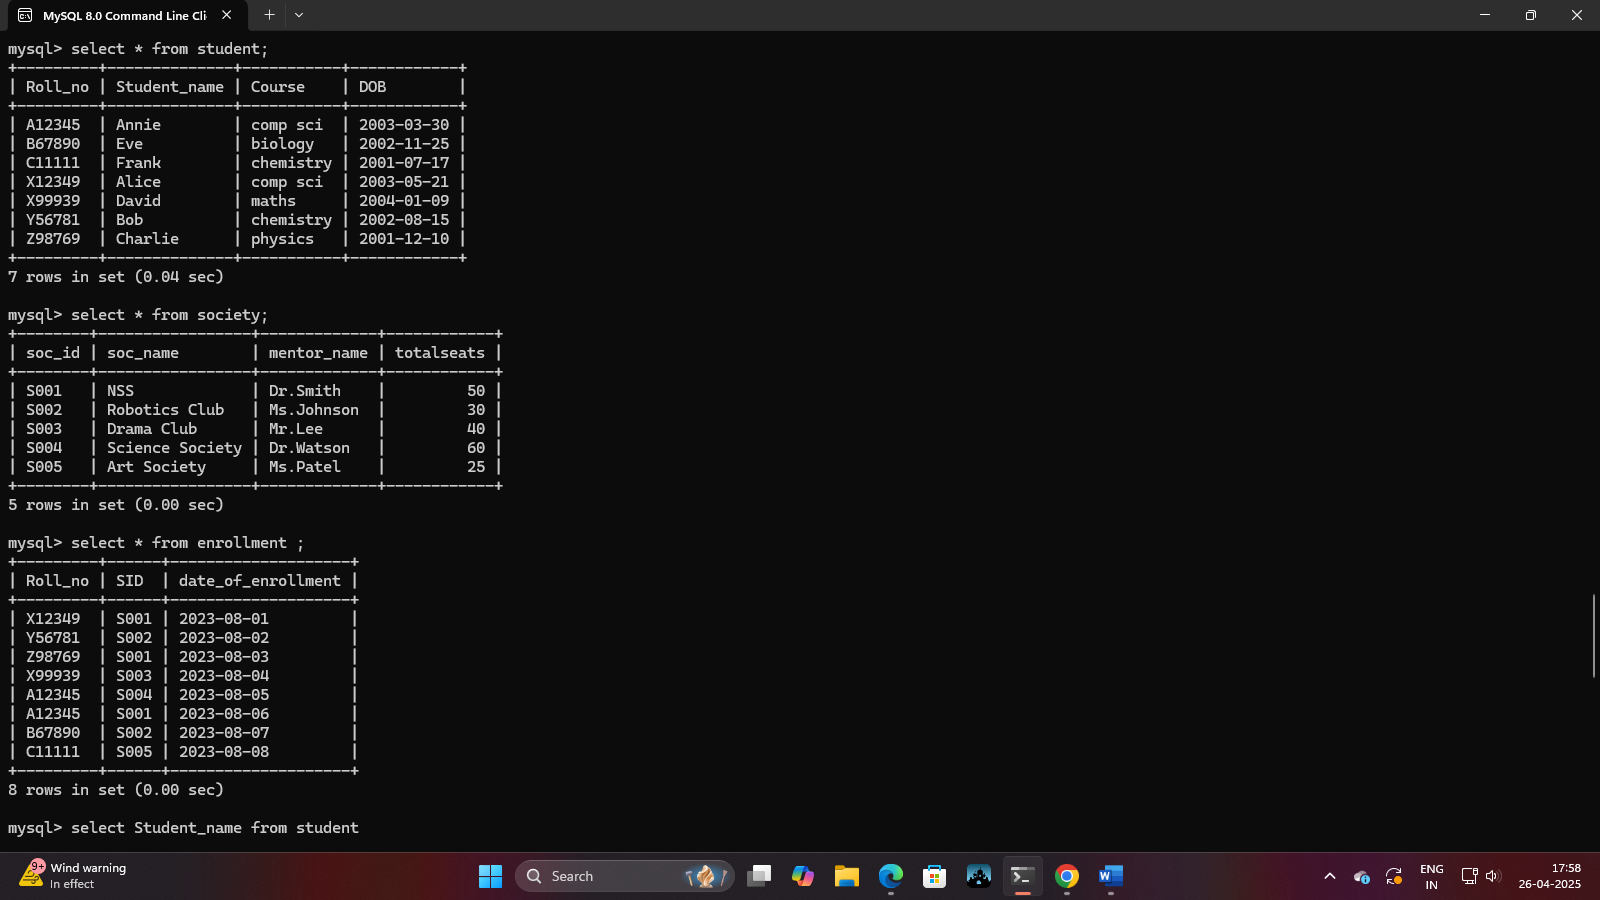 MySQL 8.0 Command Line Cli
mysql> select * from student;
+---------+--------------+-----------+------------+
| Roll_no | Student_name | Course    | DOB        |
+---------+--------------+-----------+------------+
| A12345  | Annie        | comp sci  | 2003-03-30 |
| B67890  | Eve          | biology   | 2002-11-25 |
| C11111  | Frank        | chemistry | 2001-07-17 |
| X12349  | Alice        | comp sci  | 2003-05-21 |
| X99939  | David        | maths     | 2004-01-09 |
| Y56781  | Bob          | chemistry | 2002-08-15 |
| Z98769  | Charlie      | physics   | 2001-12-10 |
+---------+--------------+-----------+------------+
7 rows in set (0.04 sec)
mysql> select * from society;
+--------+-----------------+-------------+------------+
| soc_id | soc_name        | mentor_name | totalseats |
+--------+-----------------+-------------+------------+
| S001   | NSS             | Dr.Smith    |         50 |
| S002   | Robotics Club   | Ms.Johnson  |         30 |
| S003   | Drama Club      | Mr.Lee      |         40 |
| S004   | Science Society | Dr.Watson   |         60 |
| S005   | Art Society     | Ms.Patel    |         25 |
+--------+-----------------+-------------+------------+
5 rows in set (0.00 sec)
mysql> select * from enrollment ;
+---------+------+--------------------+
| Roll_no | SID  | date_of_enrollment |
+---------+------+--------------------+
| X12349  | S001 | 2023-08-01         |
| Y56781  | S002 | 2023-08-02         |
| Z98769  | S001 | 2023-08-03         |
| X99939  | S003 | 2023-08-04         |
| A12345  | S004 | 2023-08-05         |
| A12345  | S001 | 2023-08-06         |
| B67890  | S002 | 2023-08-07         |
| C11111  | S005 | 2023-08-08         |
+---------+------+--------------------+
8 rows in set (0.00 sec)
mysql> select Student_name from student
9+
Wind warning
In effect
Search
ENG
IN
17:58
26-04-2025